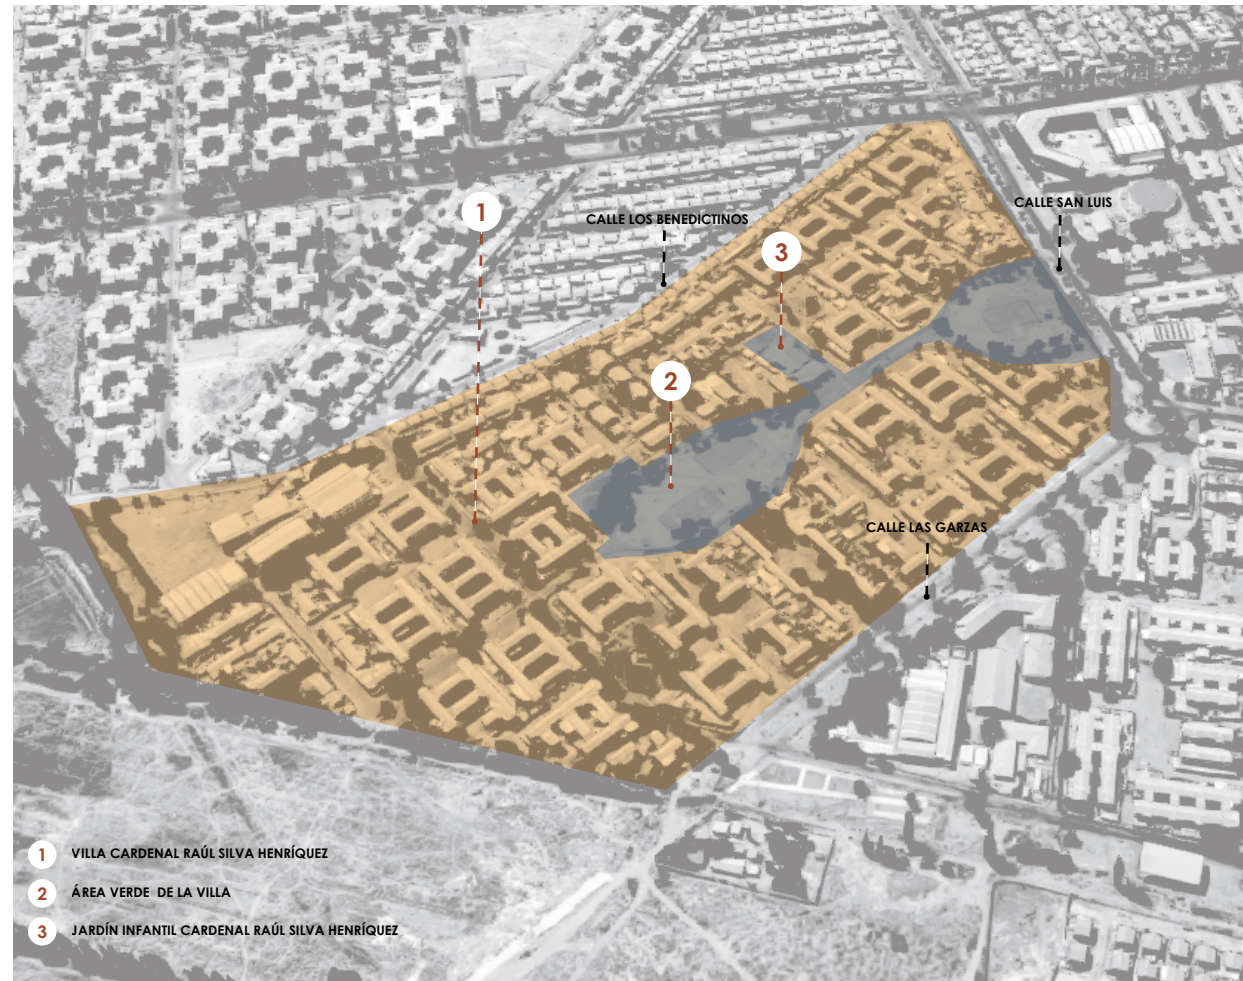 1
CALLE LOS BENEDICTINOS
CALLE SAN LUIS
3
2
CALLE LAS GARZAS
1 VILLA CARDENAL RAÚL SILVA HENRÍQUEZ
2 ÁREA VERDE DE LA VILLA
3 JARDÍN INFANTIL CARDENAL RAÚL SILVA HENRÍQUEZ